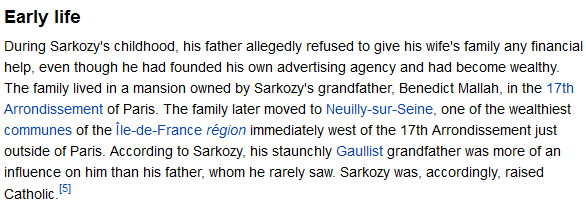 Early life
During Sarkozy's childhood, his father allegedly refused to give his wife's family any financial
help, even though he had founded his own advertising agency and had become wealthy.
The family lived in a mansion owned by Sarkozy's grandfather, Benedict Mallah, in the 17th
Arrondissement of Paris. The family later moved to Neuilly-sur-Seine, one of the wealthiest
communes of the Île-de-France région immediately west of the 17th Arrondissement just
outside of Paris. According to Sarkozy, his staunchly Gaullist grandfather was more of an
influence on him than his father, whom he rarely saw. Sarkozy was, accordingly, raised
Catholic.[5]